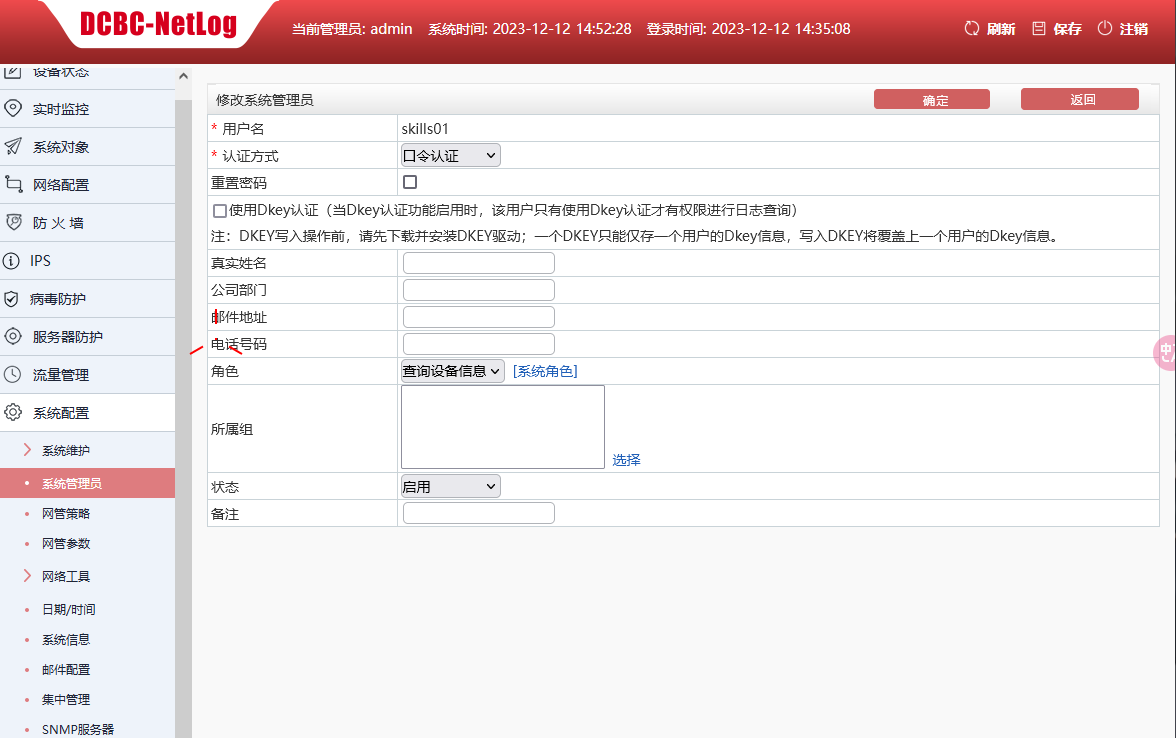 DCBC-NetLog
当前管理员: admin 系统时间: 2023-12-12 14:52:28 登录时间: 2023-12-12 14:35:08
刷新 保存 注销
设备状态
实时监控
系统对象
网络配置
防 火 墙
IPS
病毒防护
服务器防护
流量管理
系统配置
系统维护
系统管理员
网管策略
网管参数
网络工具
日期/时间
系统信息
邮件配置
集中管理
SNMP服务器
修改系统管理员 确定 返回
* 用户名 skills01
* 认证方式 口令认证
重置密码
使用Dkey认证（当Dkey认证功能启用时，该用户只有使用Dkey认证才有权限进行日志查询）
注：DKEY写入操作前，请先下载并安装DKEY驱动；一个DKEY只能仅存一个用户的Dkey信息，写入DKEY将覆盖上一个用户的Dkey信息。
真实姓名
公司部门
邮件地址
电话号码
角色 查询设备信息 [系统角色]
所属组 选择
状态 启用
备注